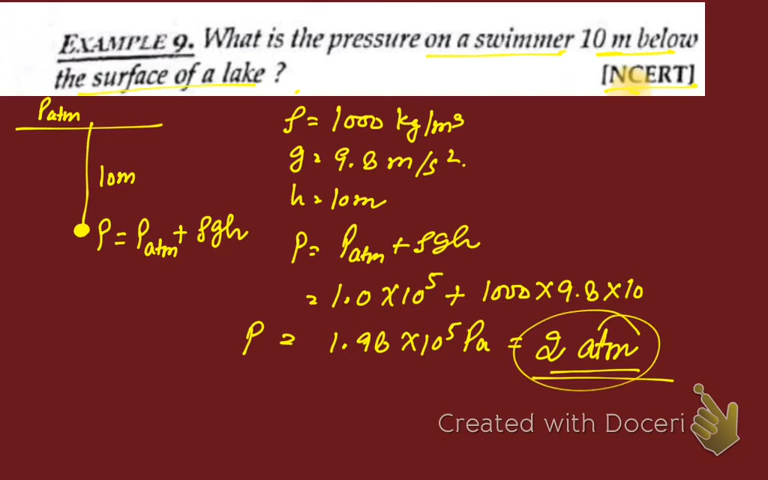 EXAMPLE 9. What is the pressure on a swimmer 10 m below
the surface of a lake ? [NCERT]
Patm
10m
P = Patm + ρgh
ρ = 1000 kg/m³
g = 9.8 m/s².
h = 10m
P = Patm + ρgh
= 1.0 × 10⁵ + 1000 × 9.8 × 10
P = 1.98 × 10⁵ Pa = 2 atm
Created with Doceri